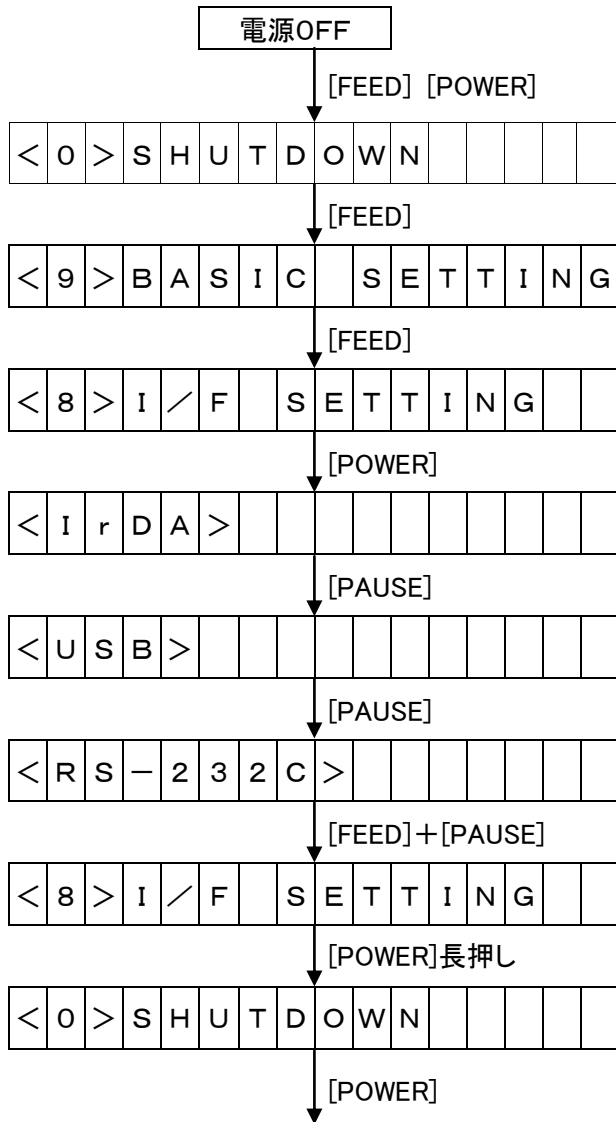 電源OFF
[FEED] [POWER]
<0>SHUTDOWN
[FEED]
<9>BASIC SETTING
[FEED]
<8>I／F SETTING
[POWER]
<IrDA>
[PAUSE]
<USB>
[PAUSE]
<RS－232C>
[FEED]＋[PAUSE]
<8>I／F SETTING
[POWER]長押し
<0>SHUTDOWN
[POWER]